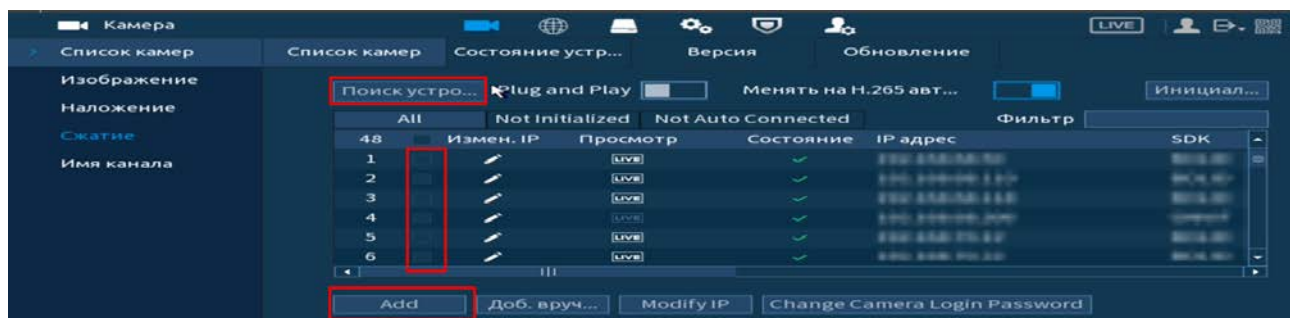 Камера LIVE
Список камер Список камер Состояние устр... Версия Обновление
Изображение
Поиск устро... Plug and Play Менять на H.265 авт... Инициал...
Наложение
All Not Initialized Not Auto Connected Фильтр
Сжатие
48 Измен. IP Просмотр Состояние IP адрес SDK
Имя канала
1 LIVE
2 LIVE
3 LIVE
4 LIVE
5 LIVE
6 LIVE
Add Доб. вруч... Modify IP Change Camera Login Password